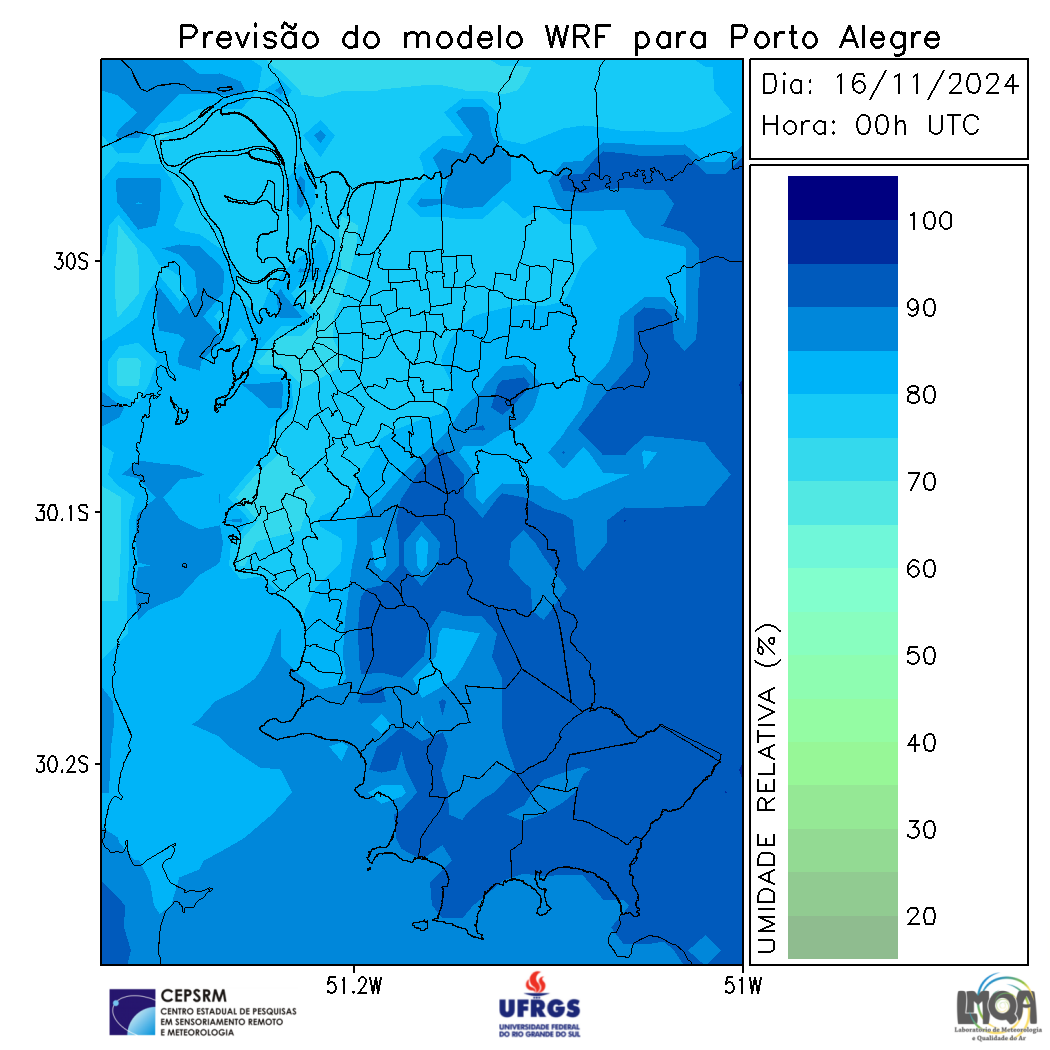 Previsão do modelo WRF para Porto Alegre
Dia: 16/11/2024
Hora: 00h UTC
100
90
80
70
60
50
40
30
20
UMIDADE RELATIVA (%)
30S
30.1S
30.2S
51.2W
51W
CEPSRM
CENTRO ESTADUAL DE PESQUISAS
EM SENSORIAMENTO REMOTO
E METEOROLOGIA
UFRGS
UNIVERSIDADE FEDERAL
DO RIO GRANDE DO SUL
LMQA
Laboratório de Meteorologia
e Qualidade do Ar